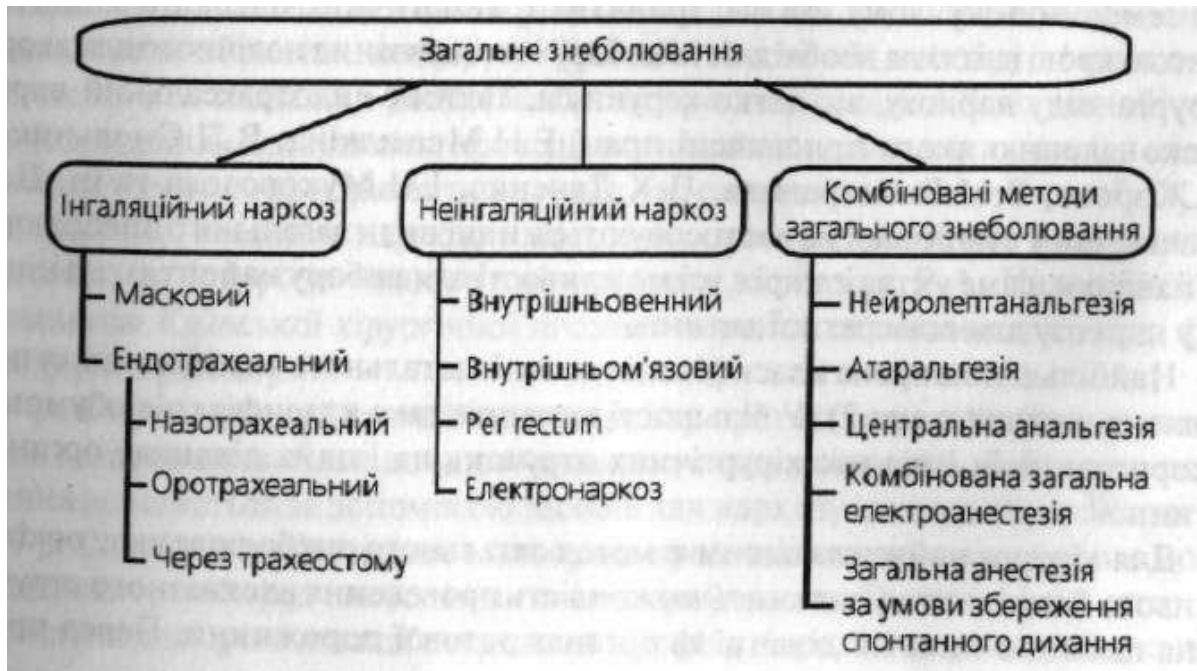 Загальне знеболювання
Інгаляційний наркоз
Масковий
Ендотрахеальний
Назотрахеальний
Оротрахеальний
Через трахеостому
Неінгаляційний наркоз
Внутрішньовенний
Внутрішньом'язовий
Per rectum
Електронаркоз
Комбіновані методи
загального знеболювання
Нейролептанальгезія
Атаральгезія
Центральна анальгезія
Комбінована загальна
електроанестезія
Загальна анестезія
за умови збереження
спонтанного дихання